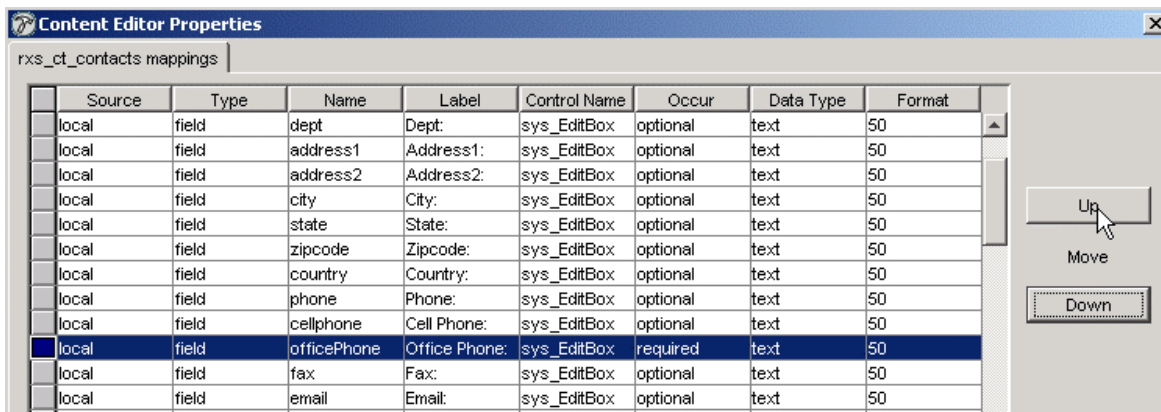 Content Editor Properties
rxs_ct_contacts mappings
Source Type Name Label Control Name Occur Data Type Format
local field dept Dept: sys_EditBox optional text 50
local field address1 Address1: sys_EditBox optional text 50
local field address2 Address2: sys_EditBox optional text 50
local field city City: sys_EditBox optional text 50
local field state State: sys_EditBox optional text 50
local field zipcode Zipcode: sys_EditBox optional text 50
local field country Country: sys_EditBox optional text 50
local field phone Phone: sys_EditBox optional text 50
local field cellphone Cell Phone: sys_EditBox optional text 50
local field officePhone Office Phone: sys_EditBox required text 50
local field fax Fax: sys_EditBox optional text 50
local field email Email: sys_EditBox optional text 50
Up
Move
Down